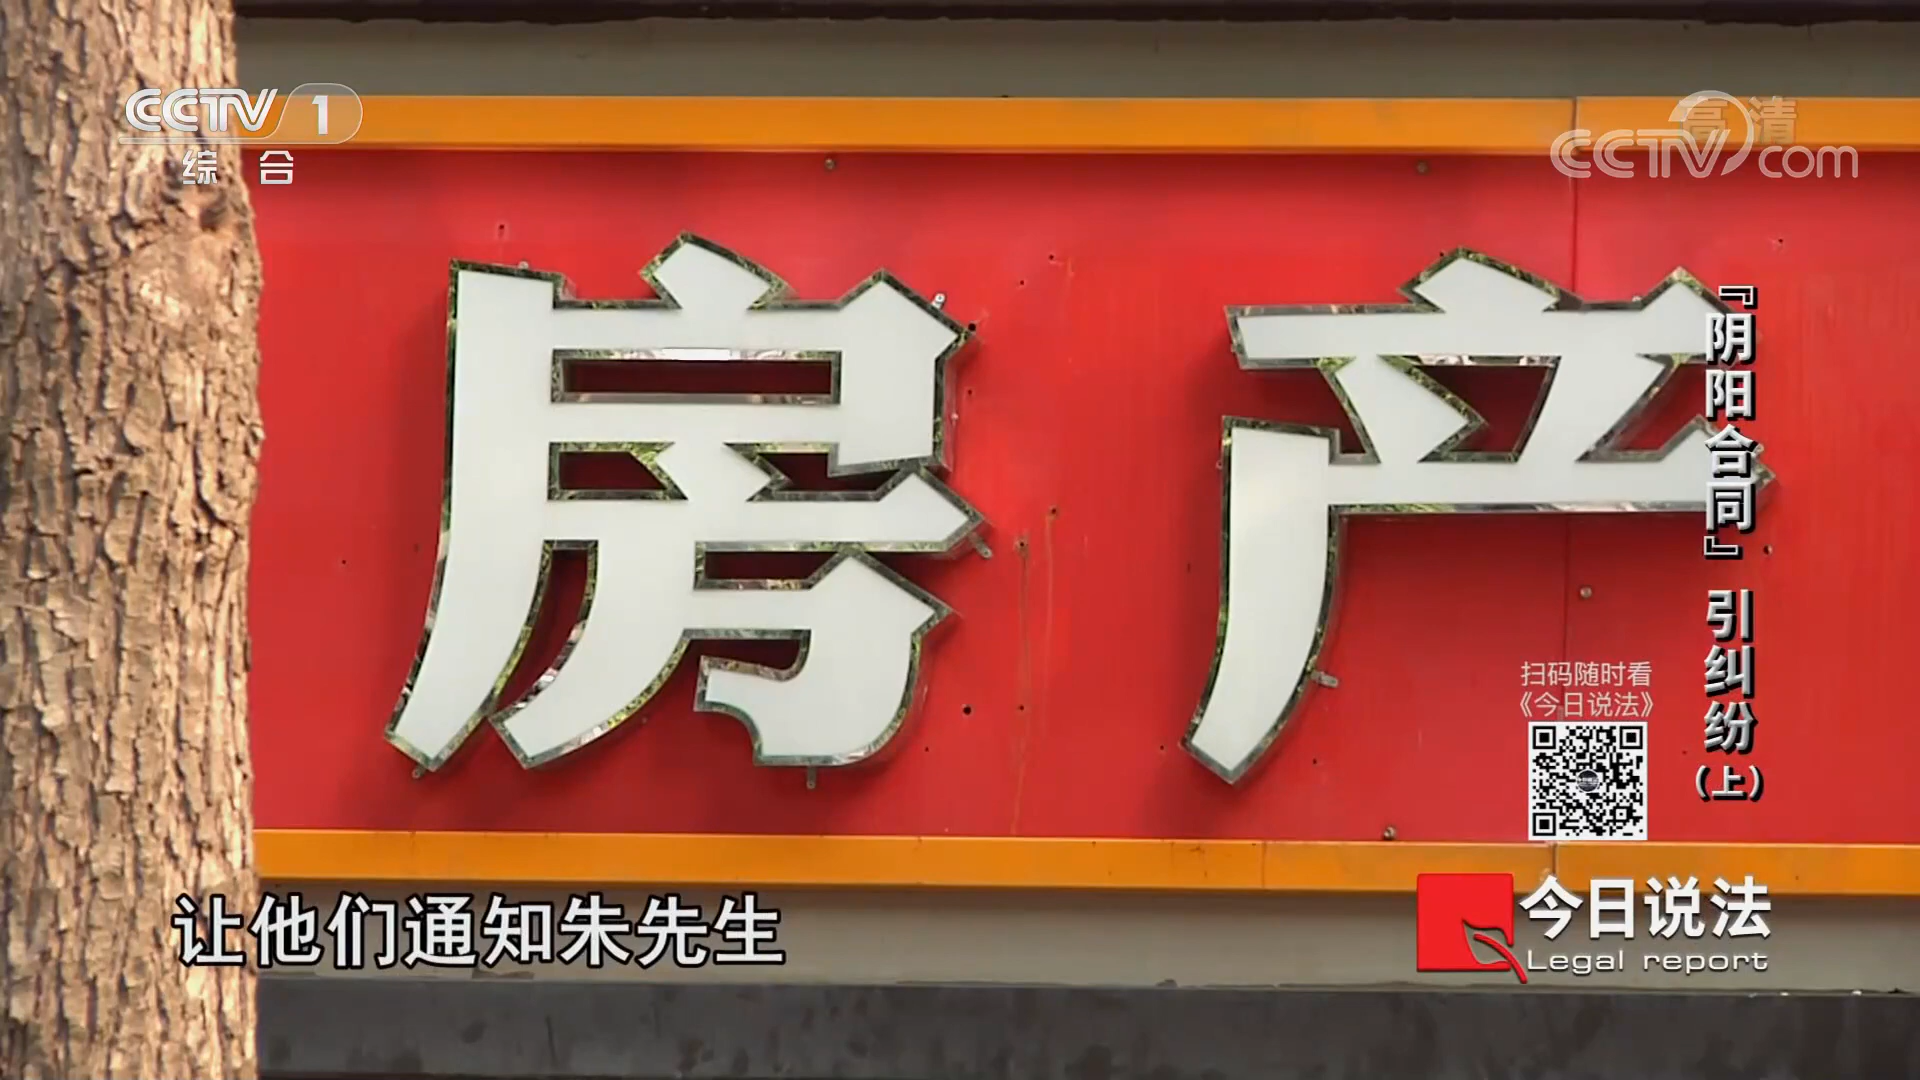 CCTV 1
综合
高清
CCTV.com
房产
『阴阳合同』引纠纷(上)
扫码随时看
《今日说法》
让他们通知朱先生
今日说法
Legal report